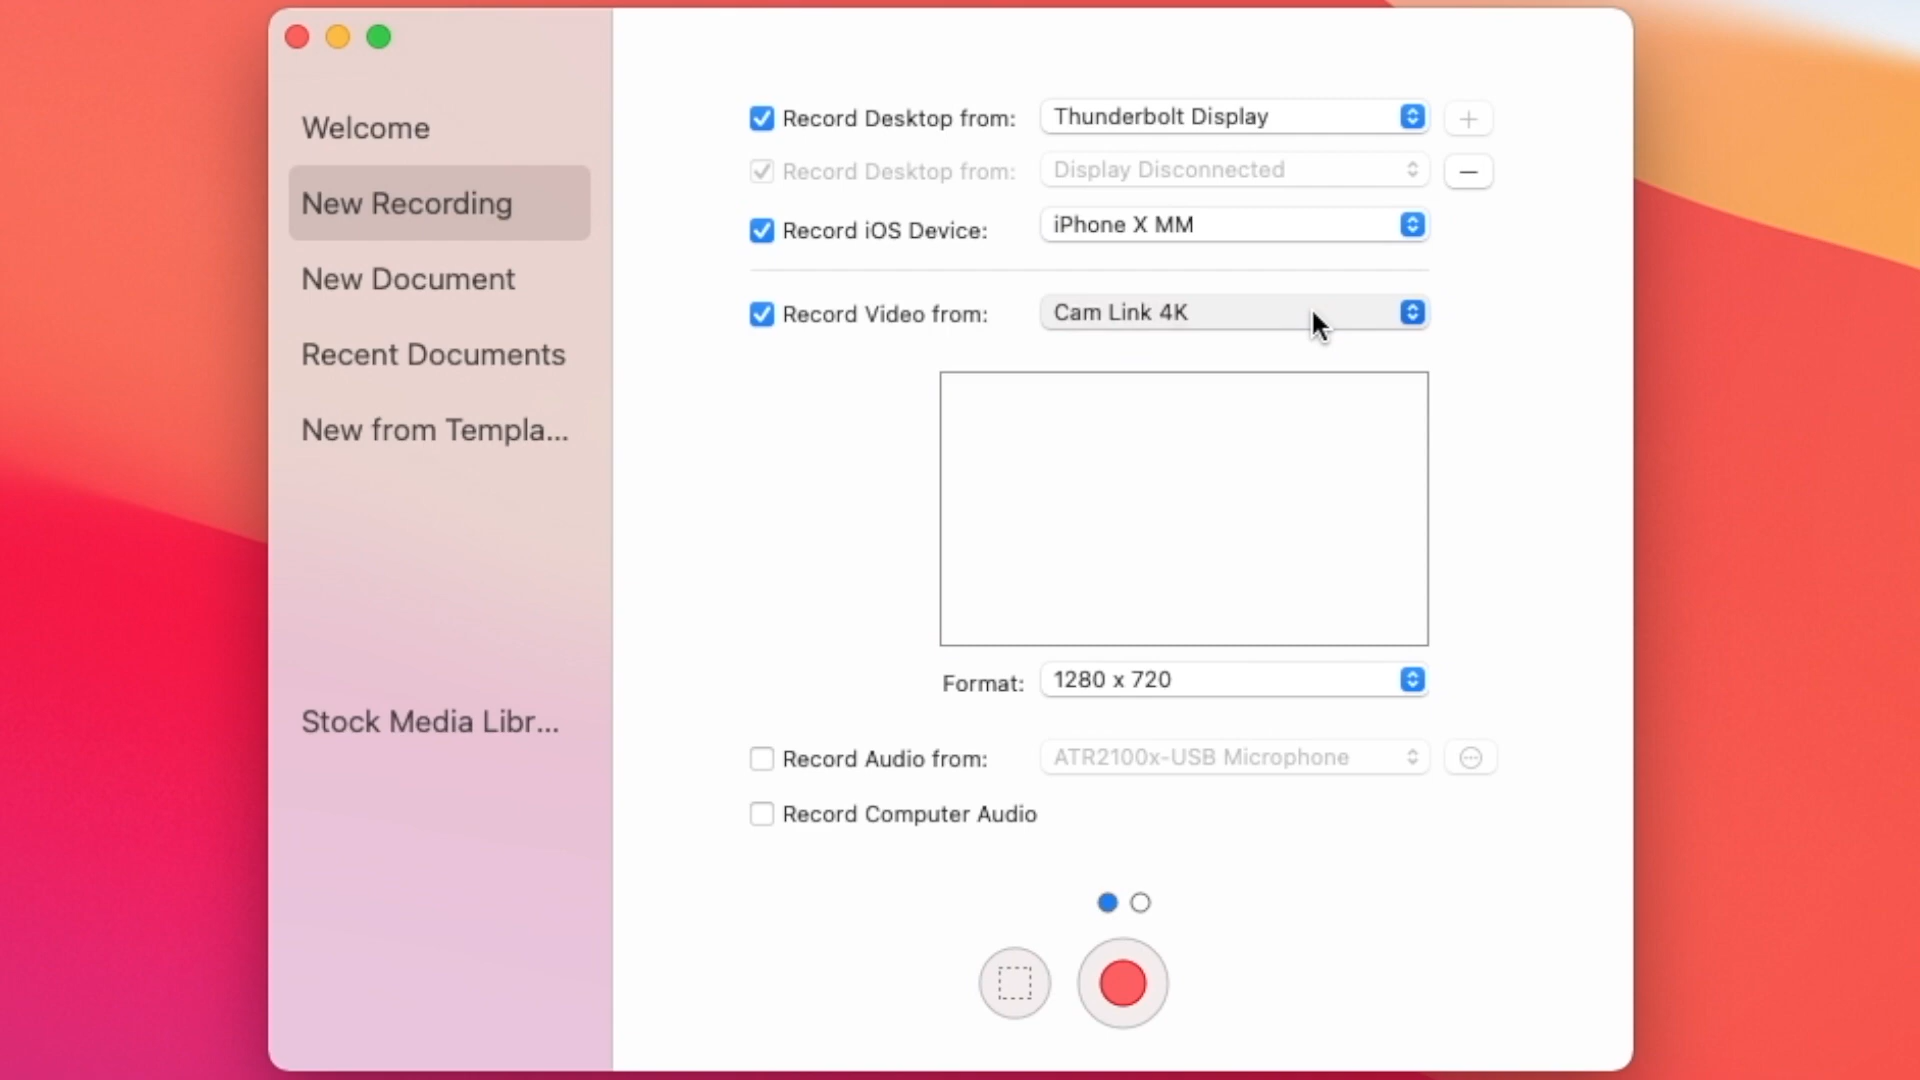 Welcome
New Recording
New Document
Recent Documents
New from Templa...
Stock Media Libr...
Record Desktop from: Thunderbolt Display
Record Desktop from: Display Disconnected
Record iOS Device: iPhone X MM
Record Video from: Cam Link 4K
Format: 1280 x 720
Record Audio from: ATR2100x-USB Microphone
Record Computer Audio